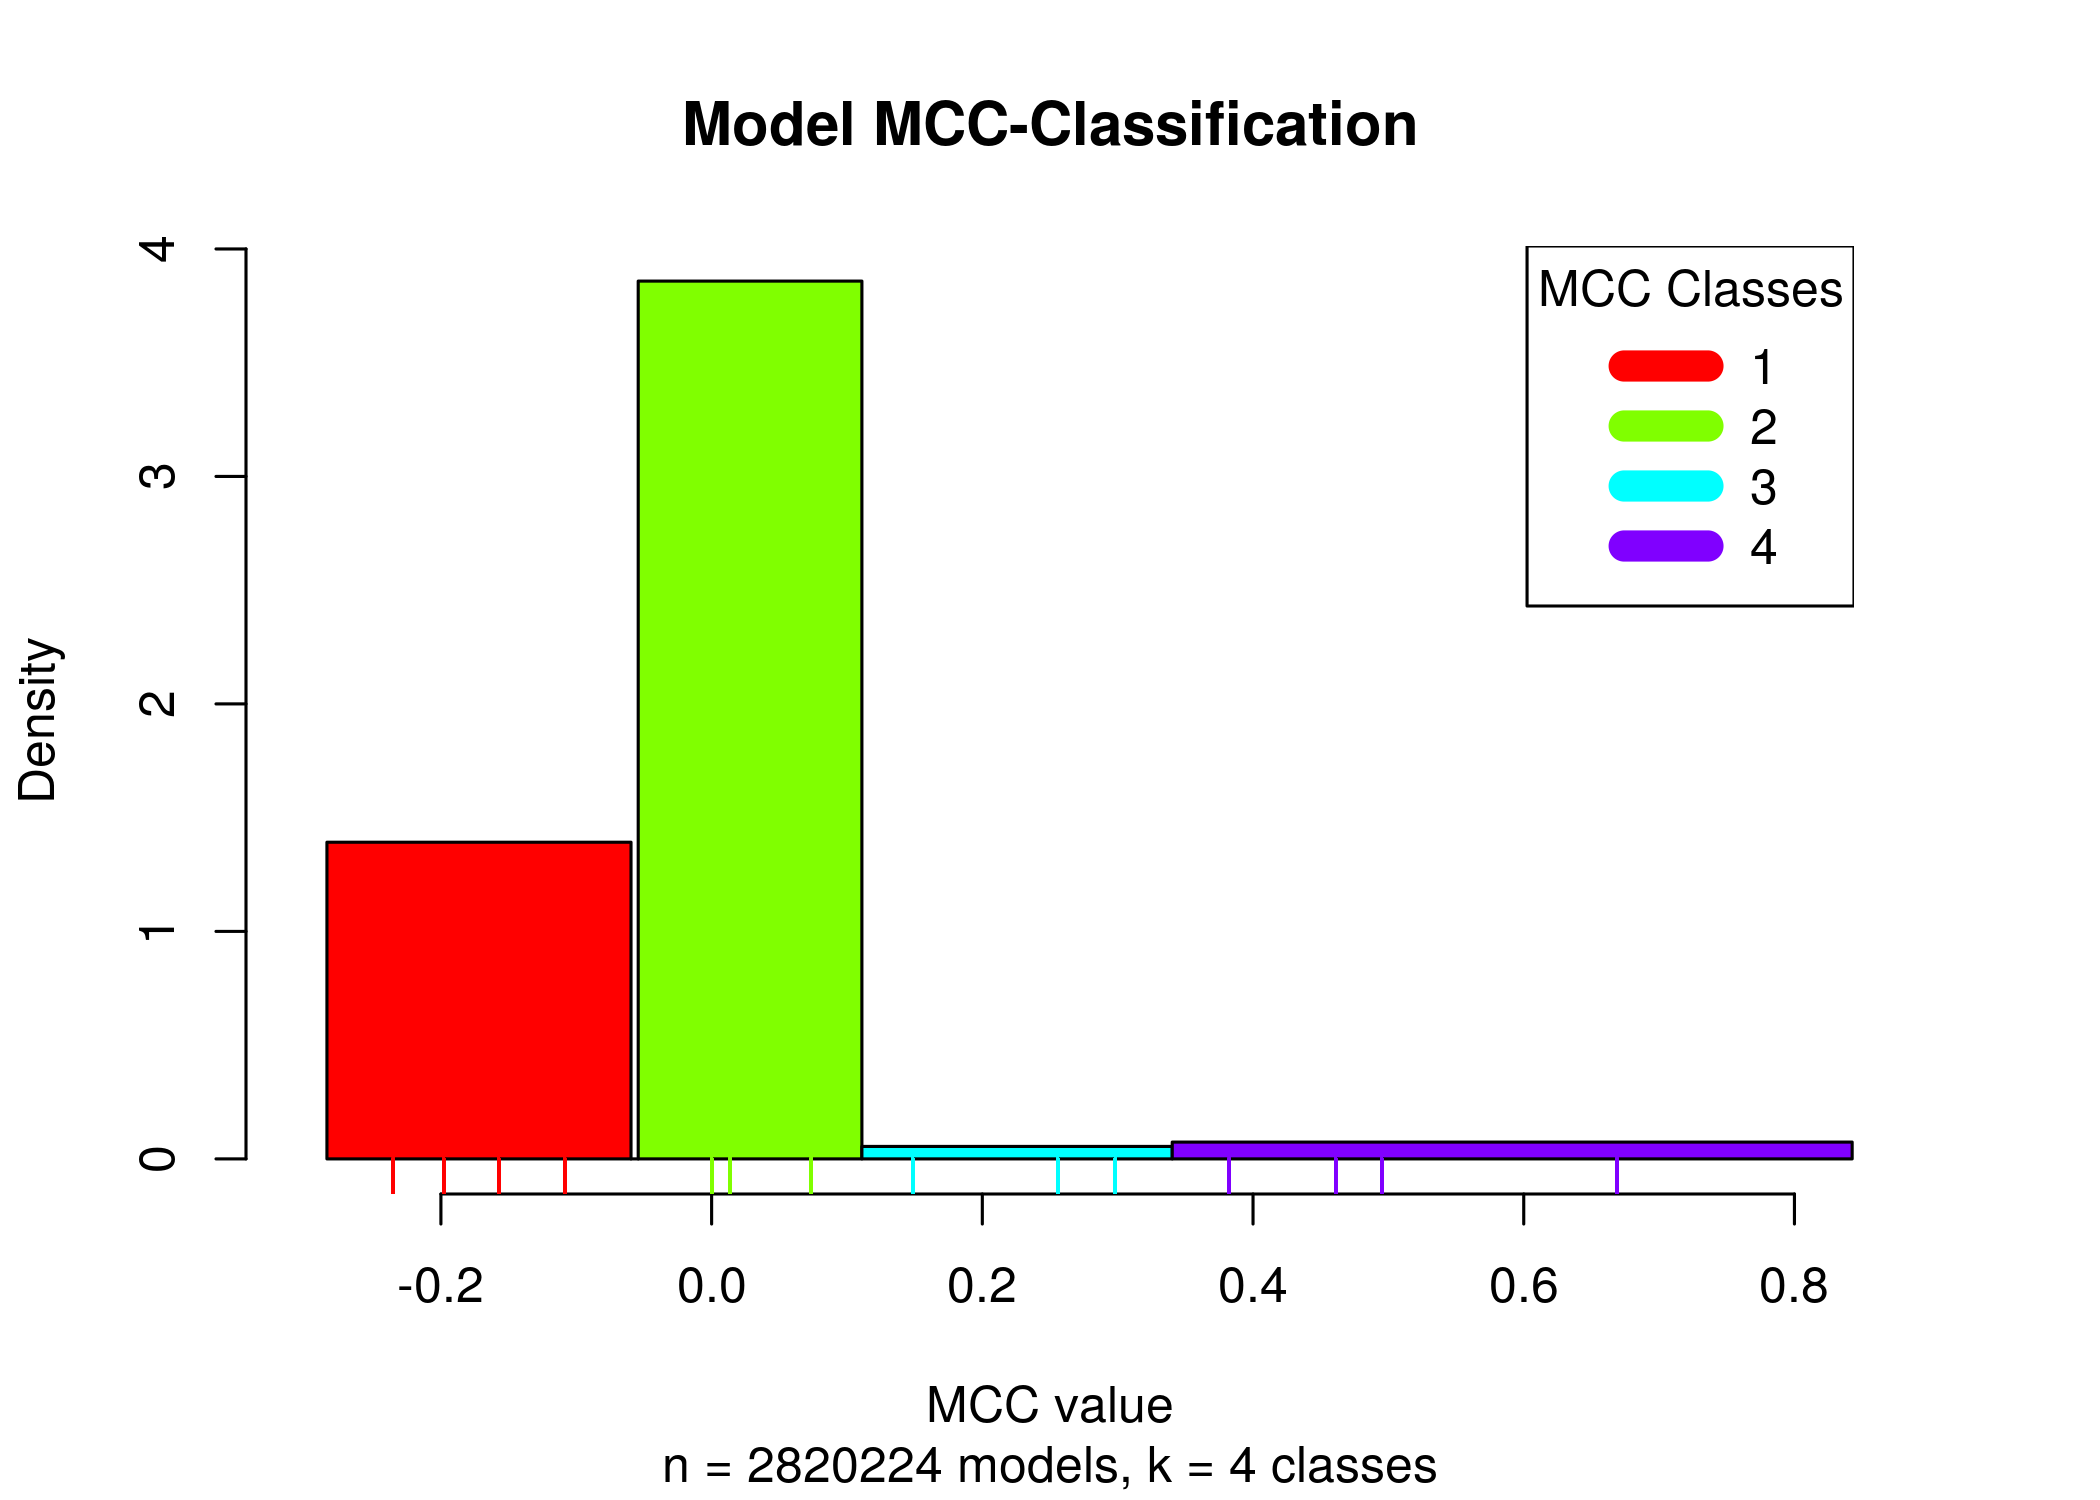 Model MCC-Classification
4
3
2
1
0
Density
MCC Classes
1
2
3
4
-0.2 0.0 0.2 0.4 0.6 0.8
MCC value
n = 2820224 models, k = 4 classes